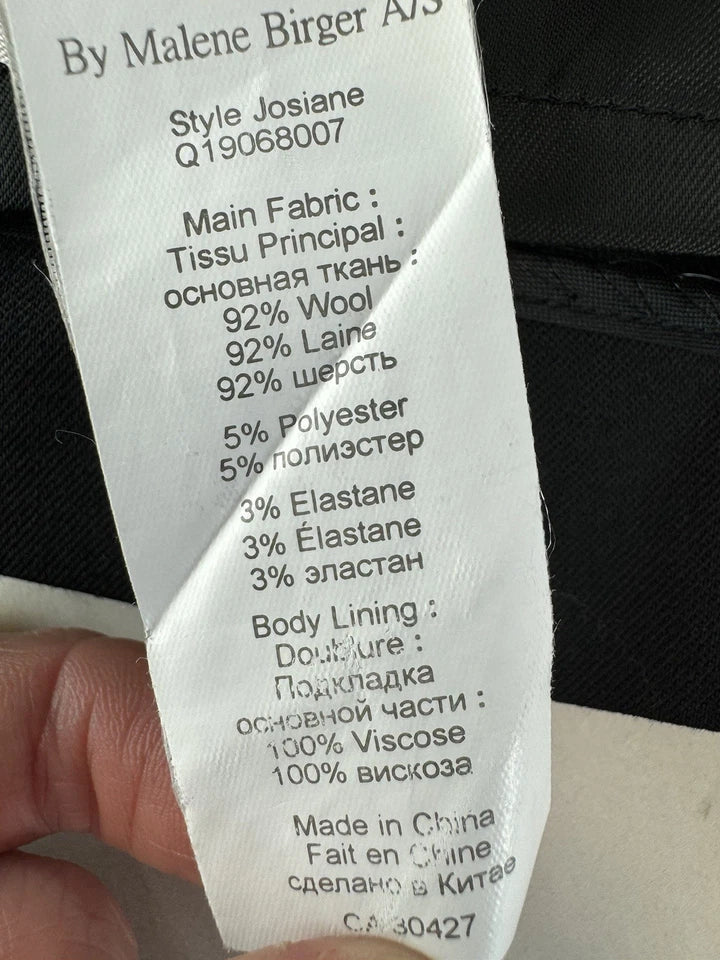 By Malene Birger A/S
Style Josiane
Q19068007
Main Fabric :
Tissu Principal :
основная ткань :
92% Wool
92% Laine
92% шерсть
5% Polyester
5% полиэстер
3% Elastane
3% Élastane
3% эластан
Body Lining :
Doublure :
Подкладка
основной части :
100% Viscose
100% вискоза
Made in China
Fait en Chine
сделано в Китае
CA 30427